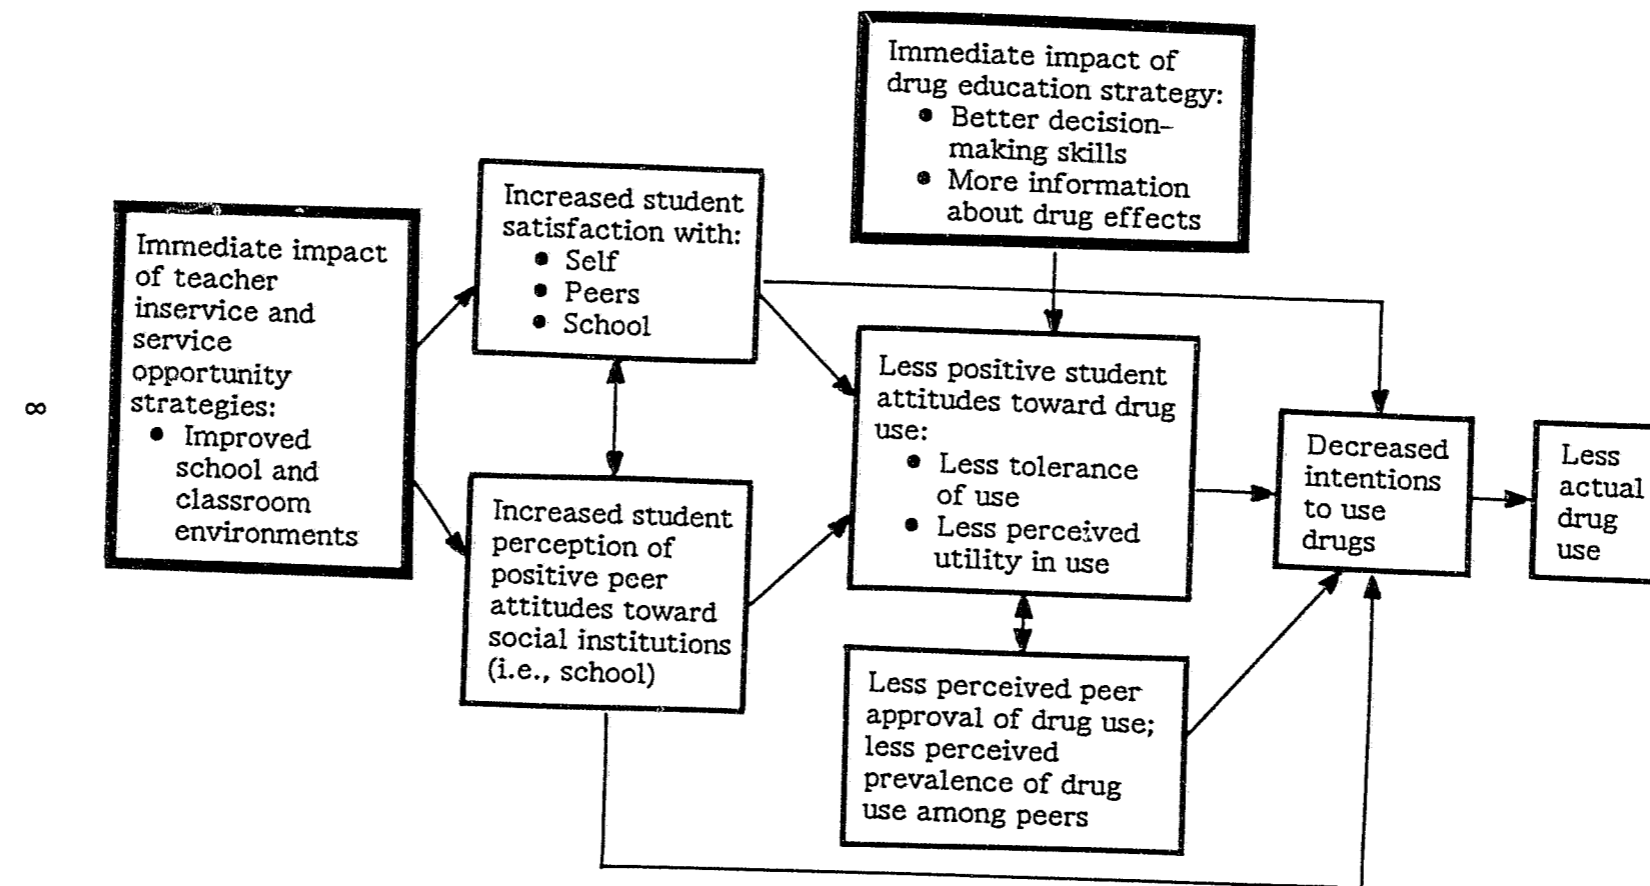 Immediate impact of
drug education strategy:
• Better decision-
making skills
• More information
about drug effects
Increased student
satisfaction with:
• Self
• Peers
• School
Immediate impact
of teacher
inservice and
service
opportunity
strategies:
• Improved
school and
classroom
environments
Less positive student
attitudes toward drug
use:
• Less tolerance
of use
• Less perceived
utility in use
∞
Decreased
intentions
to use
drugs
Less
actual
drug
use
Increased student
perception of
positive peer
attitudes toward
social institutions
(i.e., school)
Less perceived peer
approval of drug use;
less perceived
prevalence of drug
use among peers